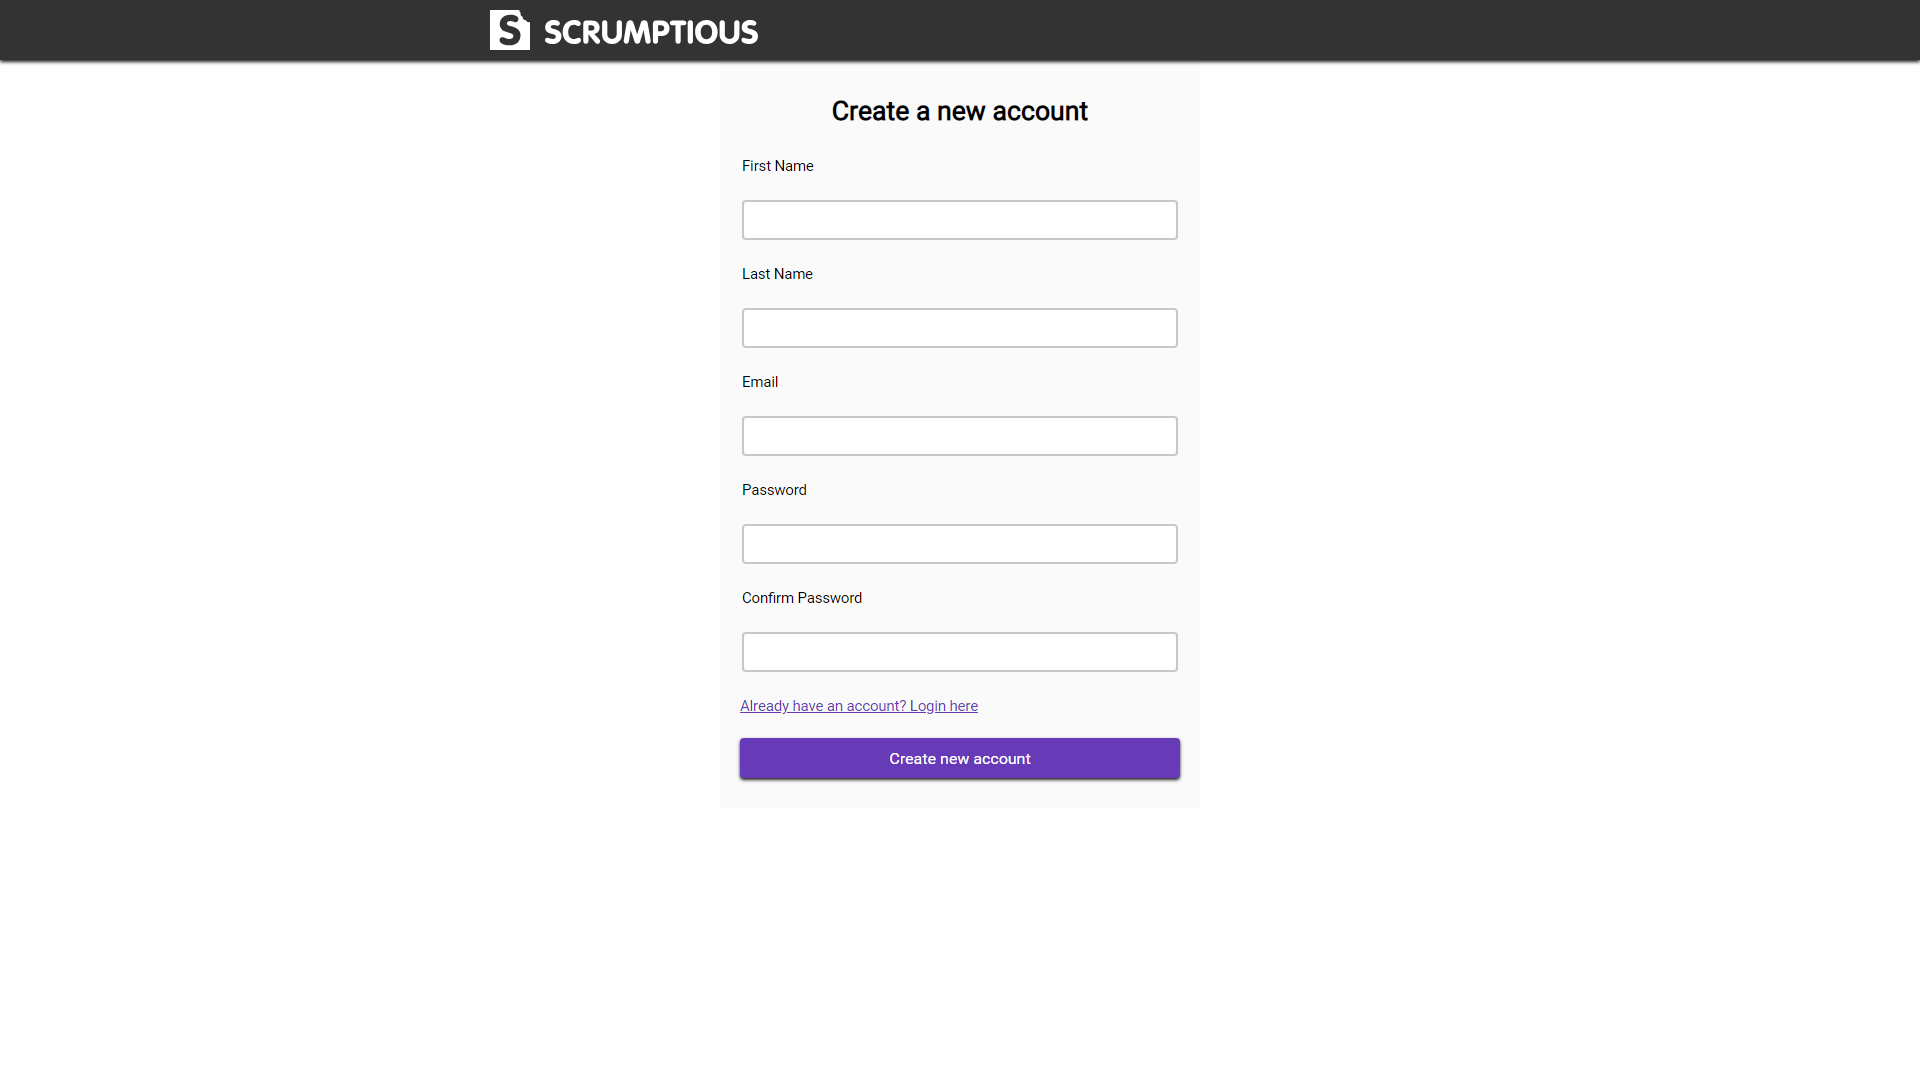 S SCRUMPTIOUS
Create a new account
First Name
Last Name
Email
Password
Confirm Password
Already have an account? Login here
Create new account